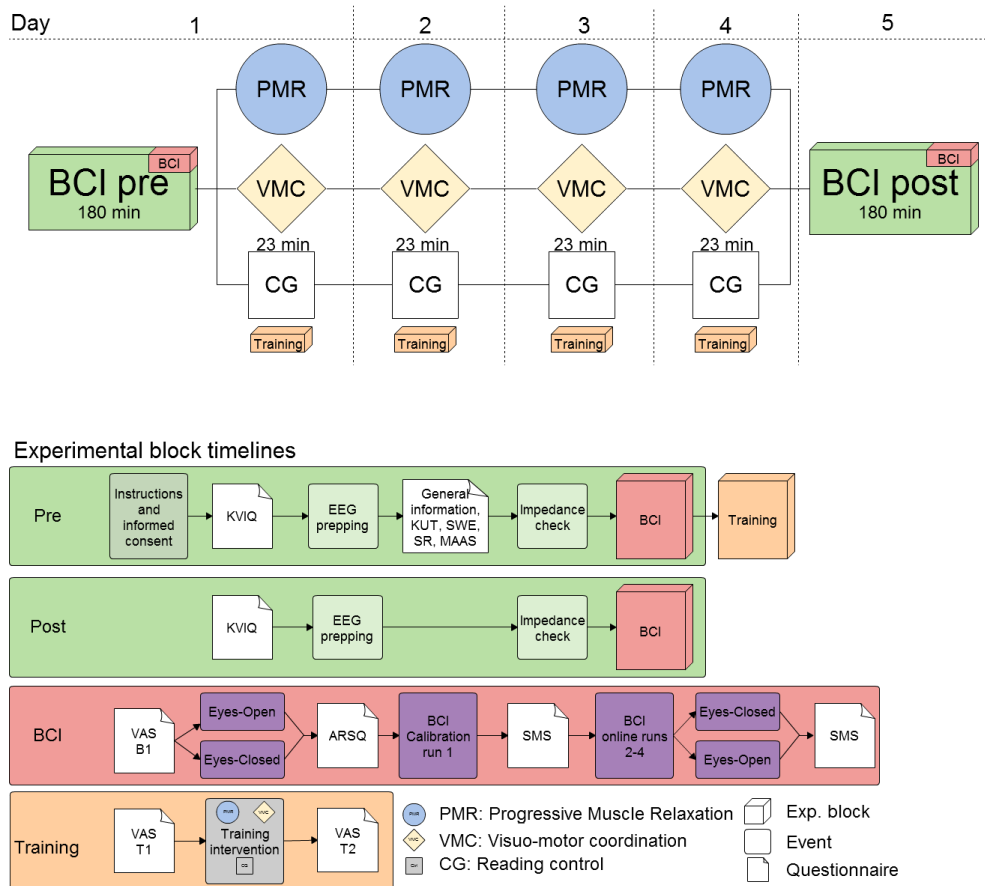 Day 1 2 3 4 5
PMR PMR PMR PMR
BCI BCI
BCI pre VMC VMC VMC VMC BCI post
180 min 180 min
23 min 23 min 23 min 23 min
CG CG CG CG
Training Training Training Training
Experimental block timelines
Pre
Instructions
and
informed
consent
KVIQ
EEG
prepping
General
information,
KUT, SWE,
SR, MAAS
Impedance
check
BCI
Training
Post
KVIQ
EEG
prepping
Impedance
check
BCI
BCI
VAS
B1
Eyes-Open
Eyes-Closed
ARSQ
BCI
Calibration
run 1
SMS
BCI
online runs
2-4
Eyes-Closed
Eyes-Open
SMS
Training
VAS
T1
PMR VMC
Training
intervention
VAS
T2
PMR PMR: Progressive Muscle Relaxation
VMC VMC: Visuo-motor coordination
CG: Reading control
Exp. block
Event
Questionnaire